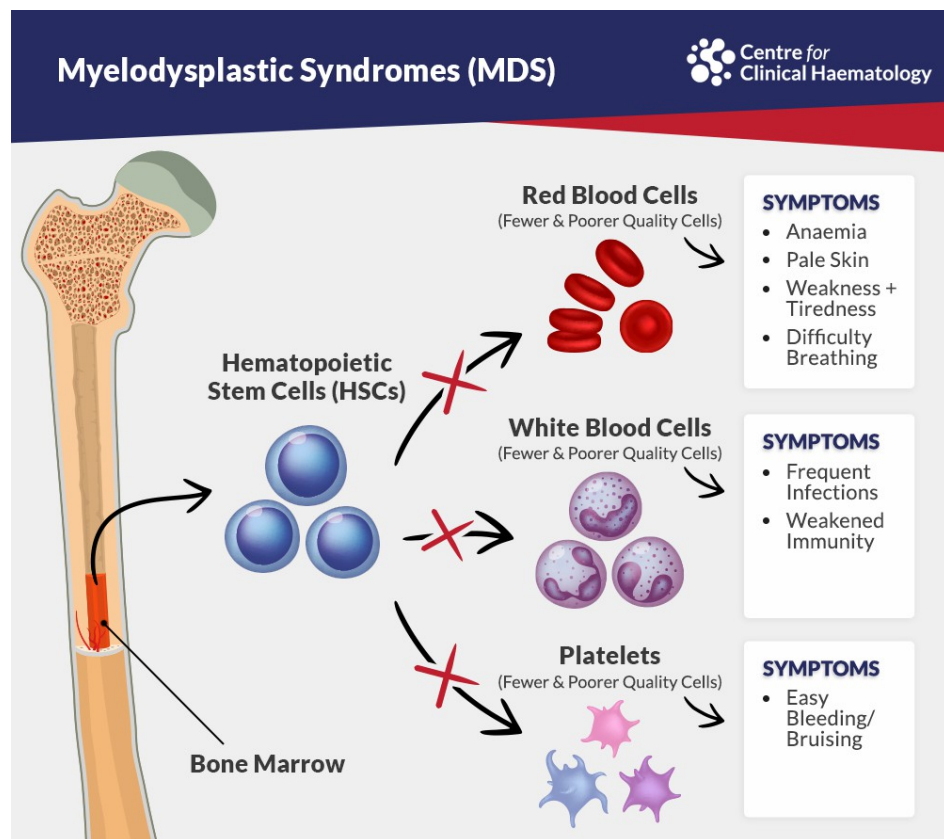 Myelodysplastic Syndromes (MDS)
Centre for
Clinical Haematology
Red Blood Cells
(Fewer & Poorer Quality Cells)
SYMPTOMS
• Anaemia
• Pale Skin
• Weakness +
Tiredness
• Difficulty
Breathing
Hematopoietic
Stem Cells (HSCs)
White Blood Cells
(Fewer & Poorer Quality Cells)
SYMPTOMS
• Frequent
Infections
• Weakened
Immunity
Platelets
(Fewer & Poorer Quality Cells)
SYMPTOMS
• Easy
Bleeding/
Bruising
Bone Marrow